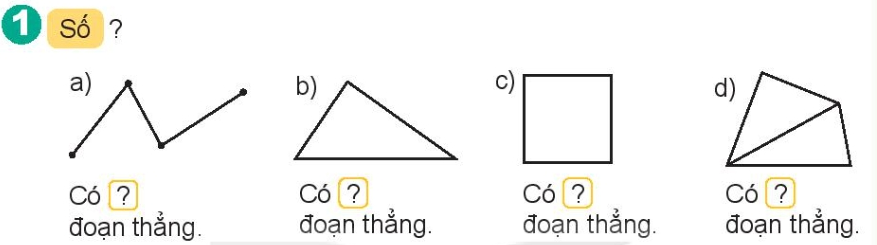 1 Số ?
a) b) c) d)
Có ? Có ? Có ? Có ?
đoạn thẳng. đoạn thẳng. đoạn thẳng. đoạn thẳng.